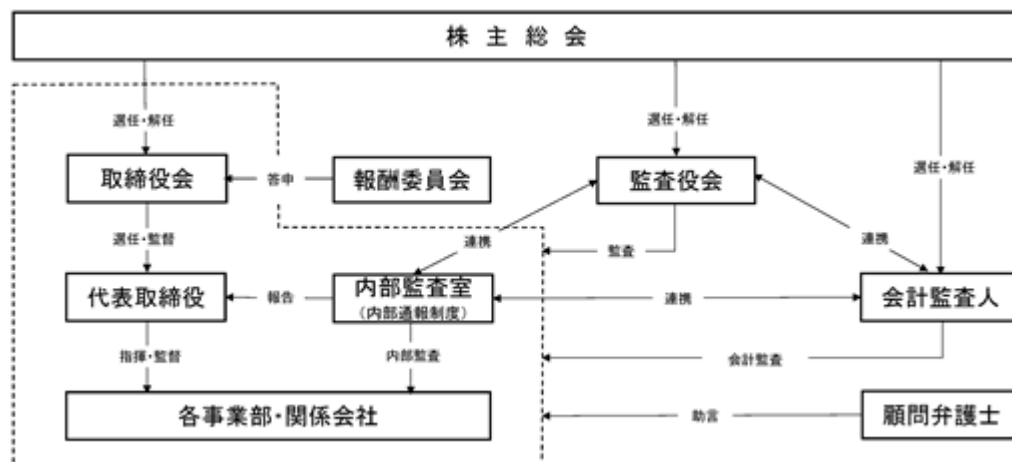 株主総会
選任・解任
選任・解任
選任・解任
取締役会
答申
報酬委員会
監査役会
選任・監督
連携
監査
連携
代表取締役
報告
内部監査室
（内部通報制度）
連携
会計監査人
指揮・監督
内部監査
会計監査
各事業部・関係会社
助言
顧問弁護士